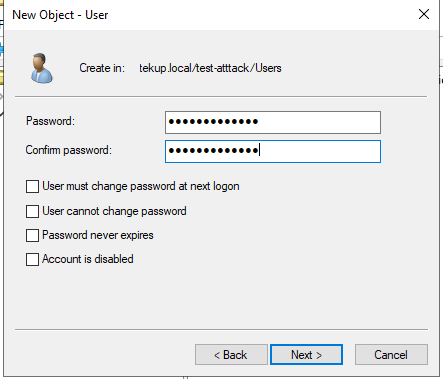 New Object - User
Create in: tekup.local/test-atttack/Users
Password: •••••••••••••
Confirm password: •••••••••••••
User must change password at next logon
User cannot change password
Password never expires
Account is disabled
< Back Next > Cancel